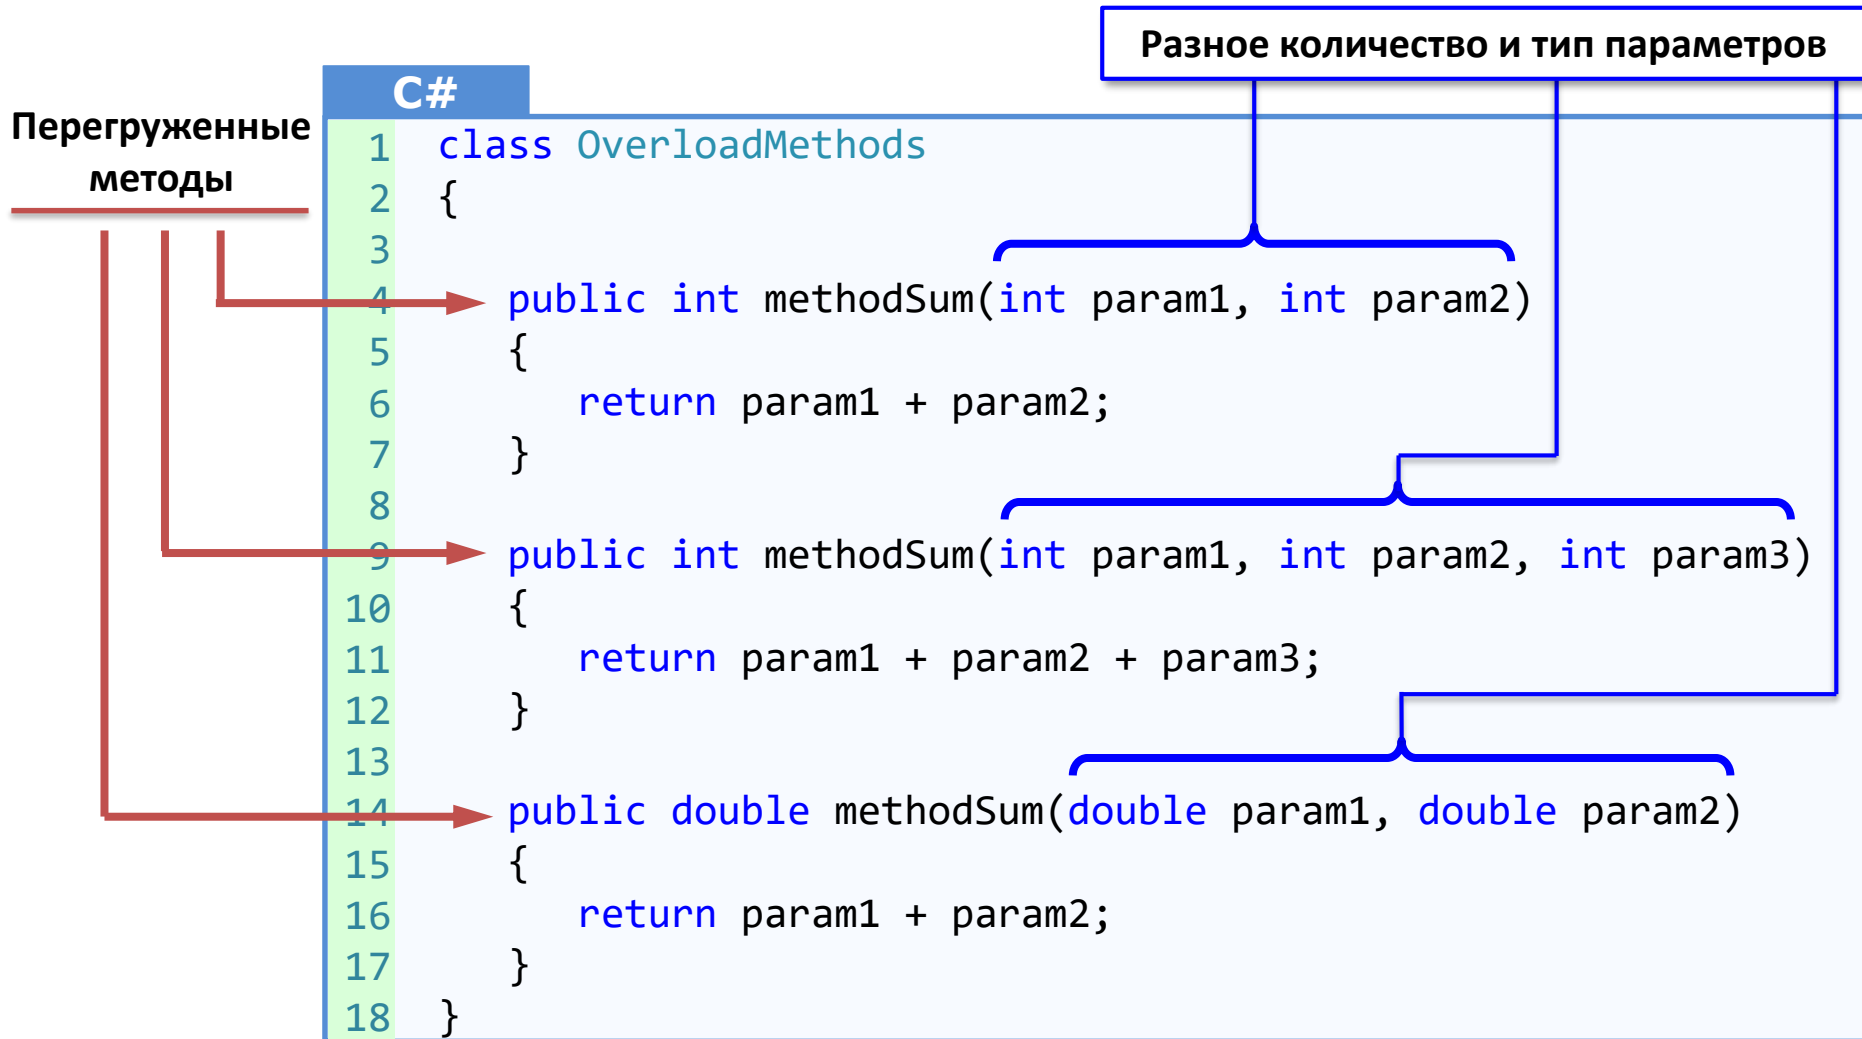 Разное количество и тип параметров
C#
Перегруженные
методы
1 class OverloadMethods
2 {
3
4 public int methodSum(int param1, int param2)
5 {
6 return param1 + param2;
7 }
8
9 public int methodSum(int param1, int param2, int param3)
10 {
11 return param1 + param2 + param3;
12 }
13
14 public double methodSum(double param1, double param2)
15 {
16 return param1 + param2;
17 }
18 }